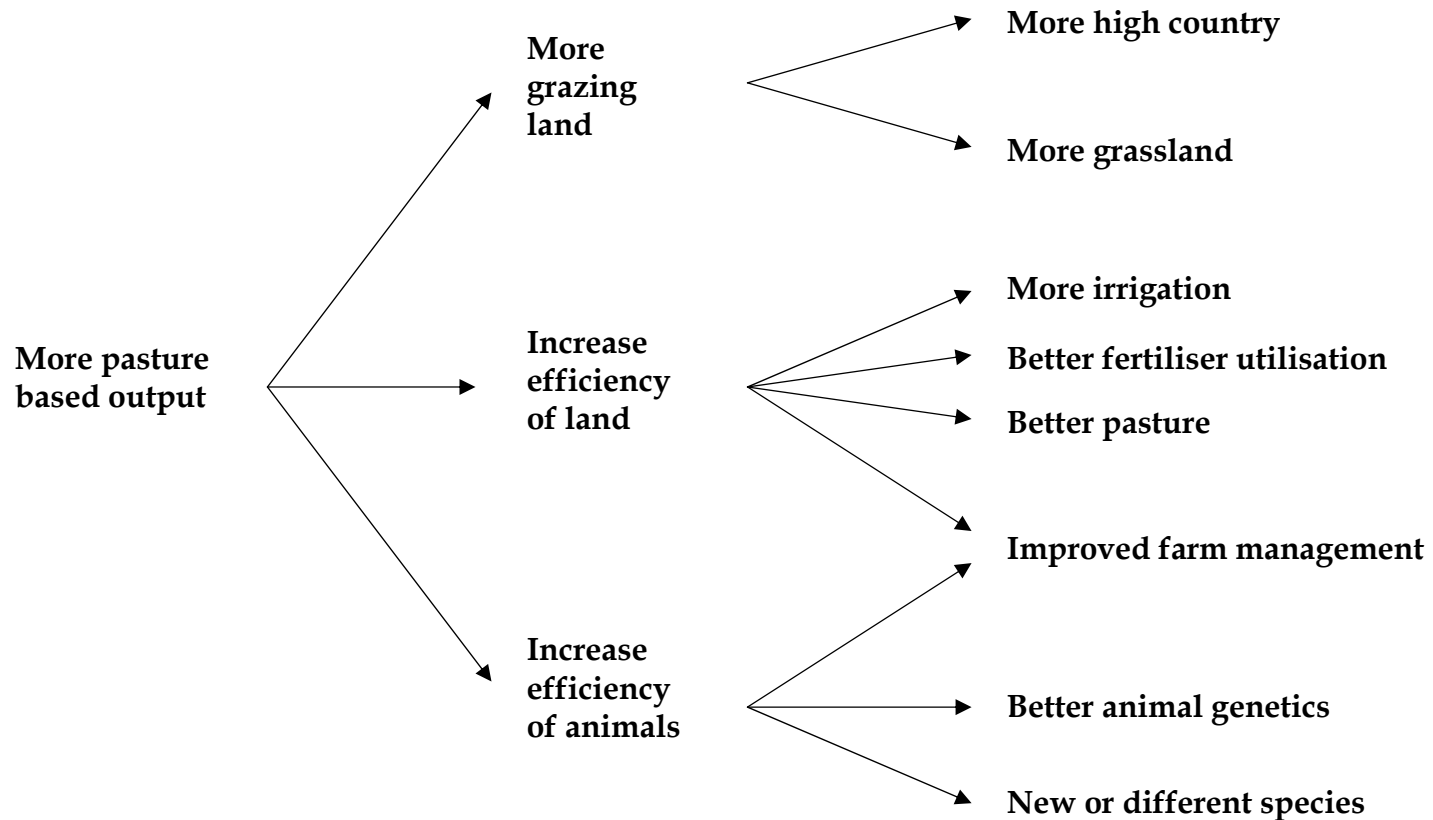 More pasture
based output
More
grazing
land
More high country
More grassland
Increase
efficiency
of land
More irrigation
Better fertiliser utilisation
Better pasture
Improved farm management
Increase
efficiency
of animals
Better animal genetics
New or different species